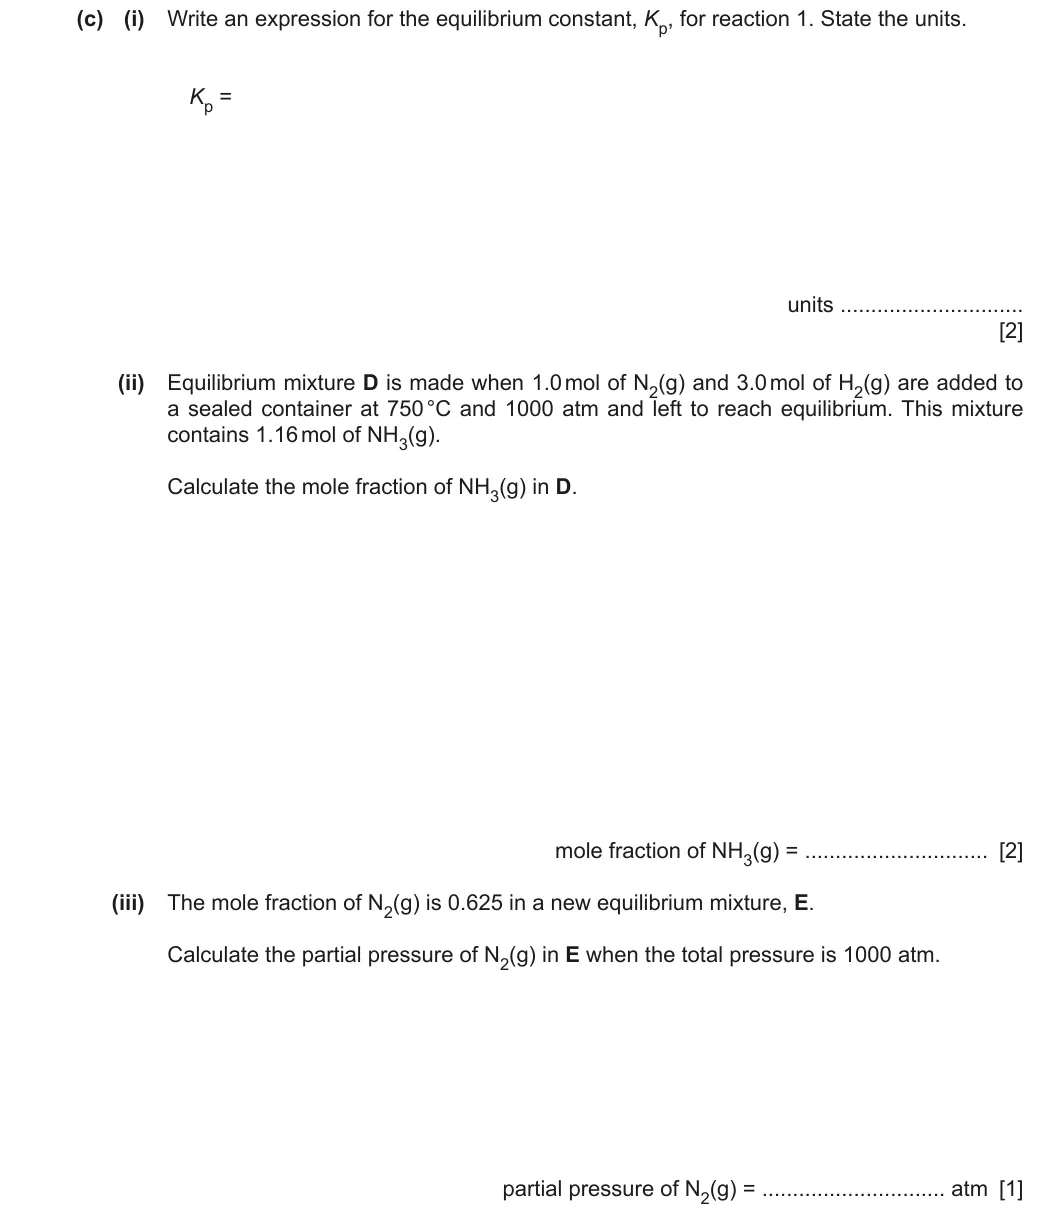 (c) (i) Write an expression for the equilibrium constant, Kp, for reaction 1. State the units.
Kp =
units ..............................
[2]
(ii) Equilibrium mixture D is made when 1.0 mol of N2(g) and 3.0 mol of H2(g) are added to
a sealed container at 750 °C and 1000 atm and left to reach equilibrium. This mixture
contains 1.16 mol of NH3(g).
Calculate the mole fraction of NH3(g) in D.
mole fraction of NH3(g) = .............................. [2]
(iii) The mole fraction of N2(g) is 0.625 in a new equilibrium mixture, E.
Calculate the partial pressure of N2(g) in E when the total pressure is 1000 atm.
partial pressure of N2(g) = .............................. atm [1]